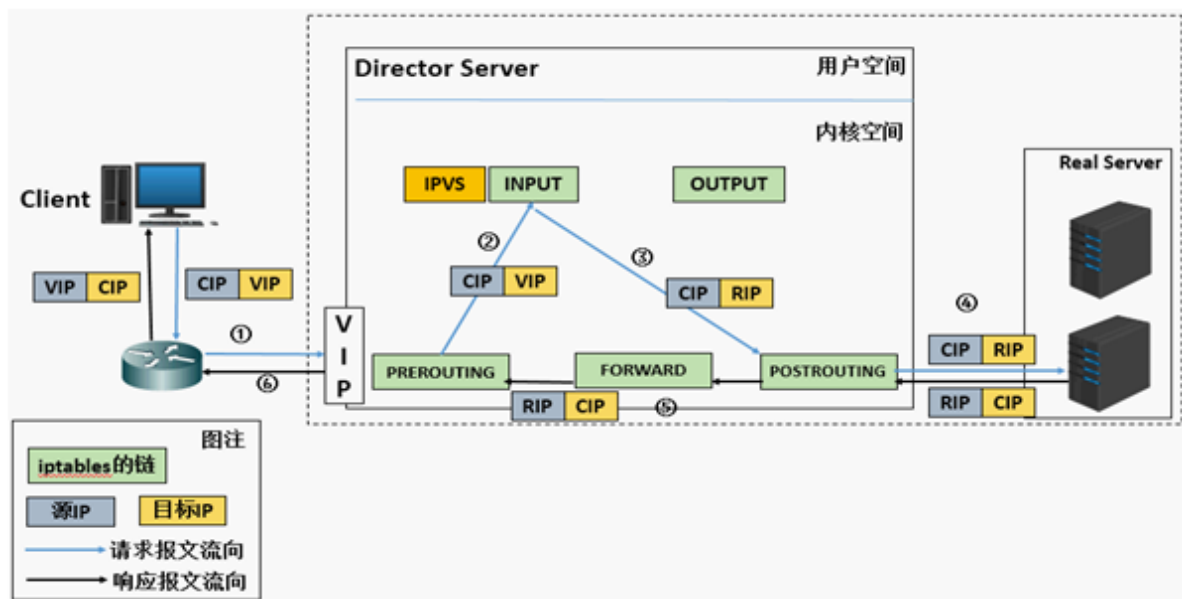 Director Server
用户空间
内核空间
Real Server
Client
IPVS
INPUT
OUTPUT
②
③
④
VIP CIP
CIP VIP
CIP VIP
CIP RIP
①
VIP
CIP RIP
PREROUTING
FORWARD
POSTROUTING
⑥
RIP CIP
⑤
RIP CIP
图注
iptables的链
源IP
目标IP
请求报文流向
响应报文流向